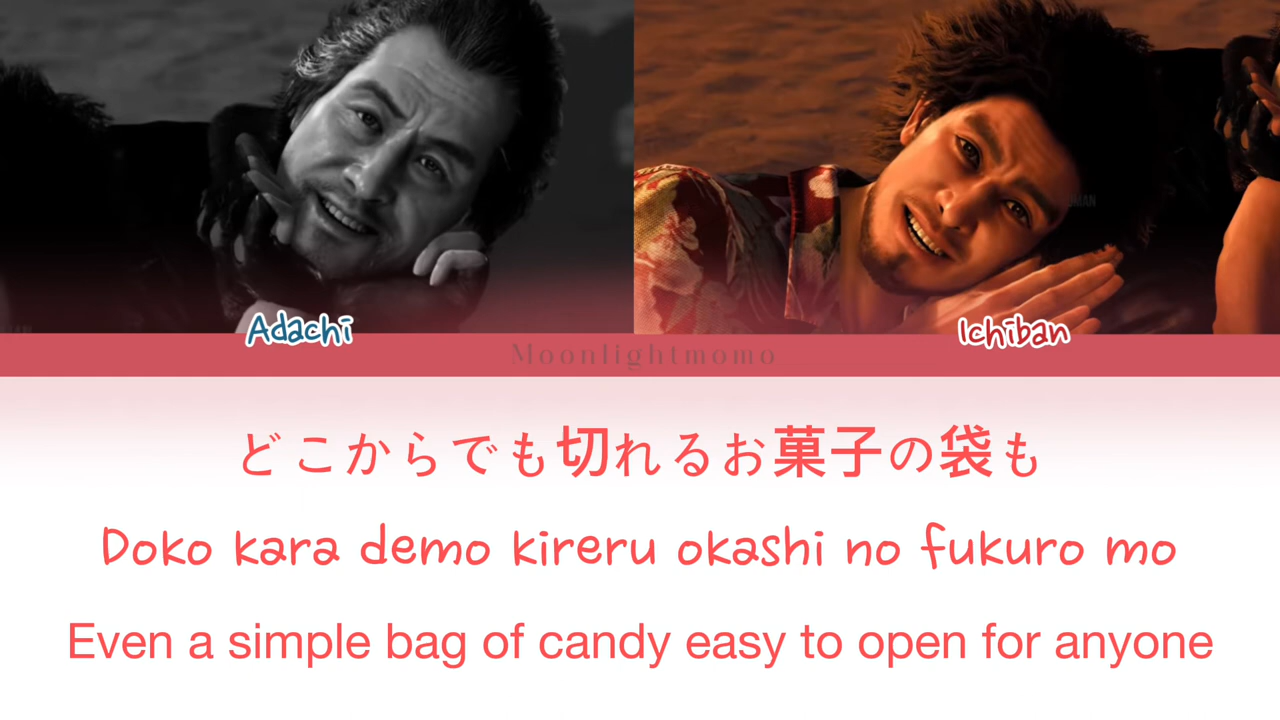 Adachi
Ichiban
Moonlightmomo
どこからでも切れるお菓子の袋も
Doko kara demo kireru okashi no fukuro mo
Even a simple bag of candy easy to open for anyone